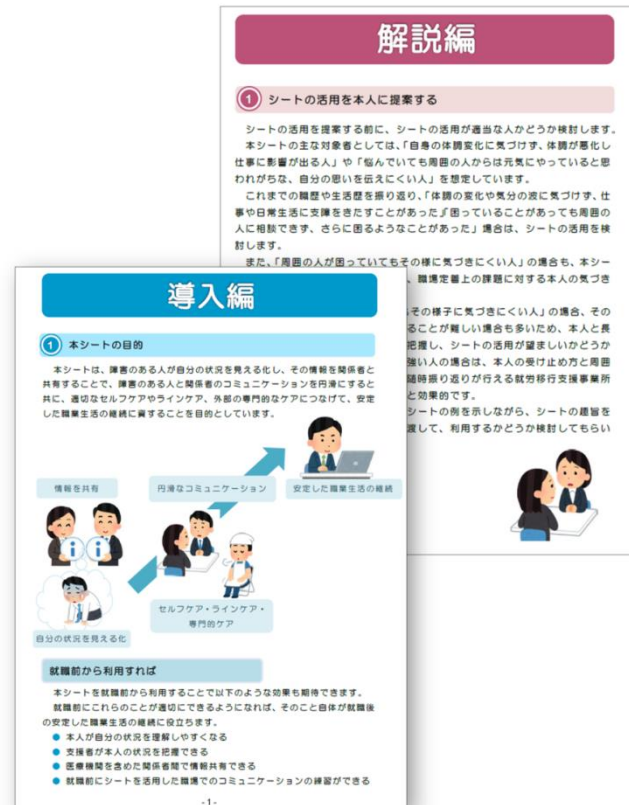 解説編
1 シートの活用を本人に提案する
シートの活用を提案する前に、シートの活用が適当な人かどうか検討します。
本シートの主な対象者としては、「自身の体調変化に気づけず、体調が悪化し
仕事に影響が出る人」や「悩んでいても周囲の人からは元気にやっていると思
われがちな、自分の思いを伝えにくい人」を想定しています。
これまでの職歴や生活歴を振り返り、「体調の変化や気分の波に気づけず、仕
事や日常生活に支障をきたすことがあった」「困っていることがあっても周囲の
人に相談できず、さらに困るようなことがあった」場合は、シートの活用を検
討します。
また、「周囲の人が困っていてもその様に気づきにくい人」の場合も、本シー
、職場定着上の課題に対する本人の気づき
その様子に気づきにくい人」の場合、その
ることが難しい場合も多いため、本人と長
把握し、シートの活用が望ましいかどうか
強い人の場合は、本人の受け止め方と周囲
随時振り返りが行える就労移行支援事業所
と効果的です。
シートの例を示しながら、シートの趣旨を
渡して、利用するかどうか検討してもらい
導入編
1 本シートの目的
本シートは、障害のある人が自分の状況を見える化し、その情報を関係者と
共有することで、障害のある人と関係者のコミュニケーションを円滑にすると
共に、適切なセルフケアやラインケア、外部の専門的なケアにつなげて、安定
した職業生活の継続に資することを目的としています。
情報を共有
円滑なコミュニケーション
安定した職業生活の継続
セルフケア・ラインケア・
専門的ケア
自分の状況を見える化
就職前から利用すれば
本シートを就職前から利用することで以下のような効果も期待できます。
就職前にこれらのことが適切にできるようになれば、そのこと自体が就職後
の安定した職業生活の継続に役立ちます。
● 本人が自分の状況を理解しやすくなる
● 支援者が本人の状況を把握できる
● 医療機関を含めた関係者間で情報共有できる
● 就職前にシートを活用した職場でのコミュニケーションの練習ができる
-1-